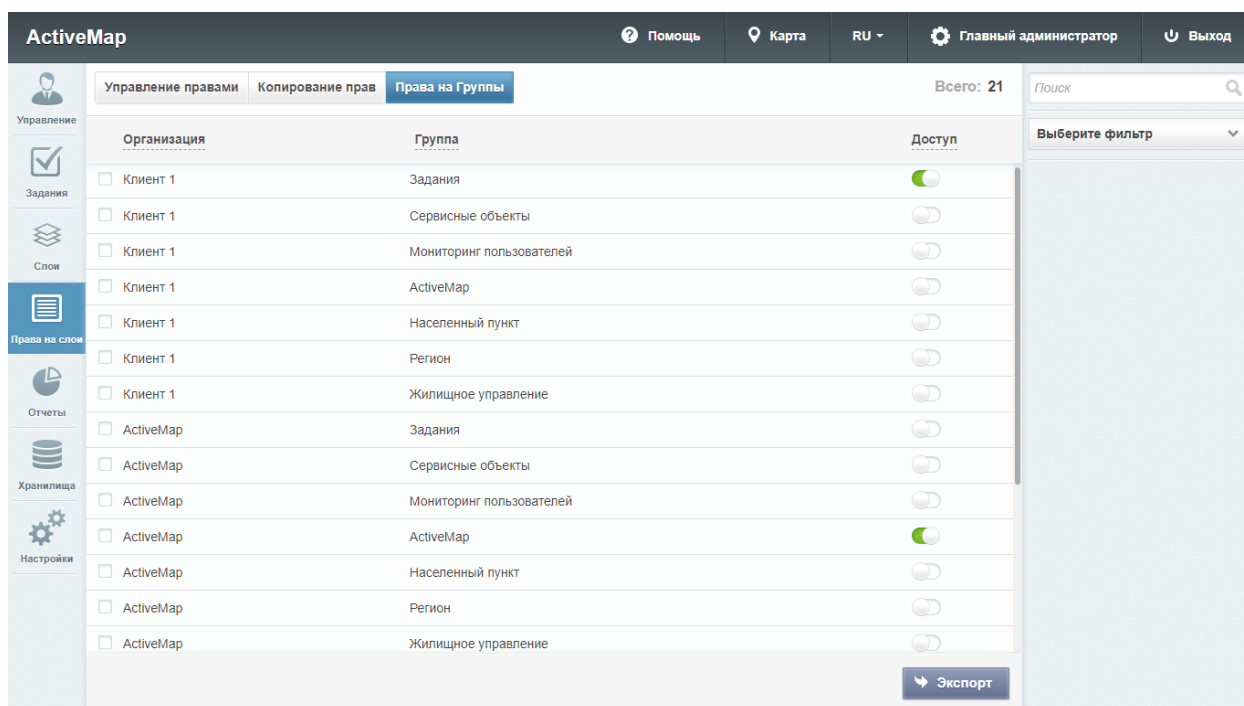 ActiveMap Помощь Карта RU Главный администратор Выход
Управление правами Копирование прав Права на Группы Всего: 21 Поиск
Управление
Выберите фильтр
Организация Группа Доступ
Клиент 1 Задания
Задания
Клиент 1 Сервисные объекты
Клиент 1 Мониторинг пользователей
Слои
Клиент 1 ActiveMap
Клиент 1 Населенный пункт
Права на слои
Клиент 1 Регион
Клиент 1 Жилищное управление
Отчеты
ActiveMap Задания
ActiveMap Сервисные объекты
Хранилища
ActiveMap Мониторинг пользователей
ActiveMap ActiveMap
Настройки
ActiveMap Населенный пункт
ActiveMap Регион
ActiveMap Жилищное управление
Экспорт